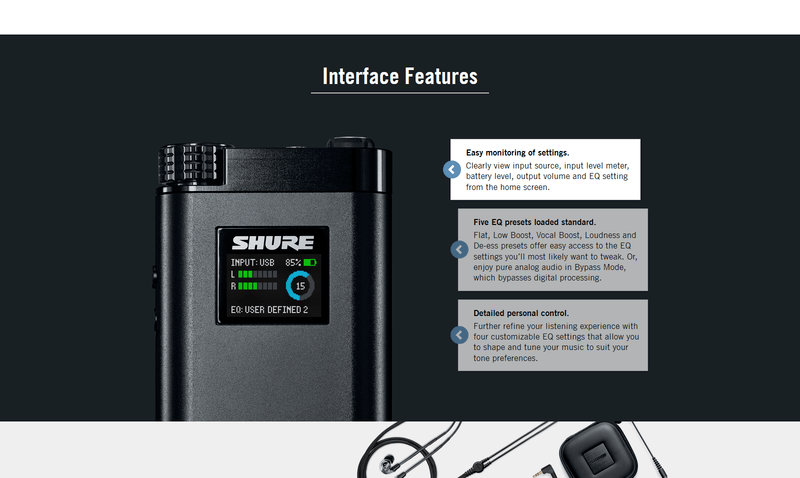 Interface Features
SHURE
INPUT: USB 85%
L
R
15
EQ: USER DEFINED 2
Easy monitoring of settings.
Clearly view input source, input level meter,
battery level, output volume and EQ setting
from the home screen.
Five EQ presets loaded standard.
Flat, Low Boost, Vocal Boost, Loudness and
De-ess presets offer easy access to the EQ
settings you'll most likely want to tweak. Or,
enjoy pure analog audio in Bypass Mode,
which bypasses digital processing.
Detailed personal control.
Further refine your listening experience with
four customizable EQ settings that allow you
to shape and tune your music to suit your
tone preferences.